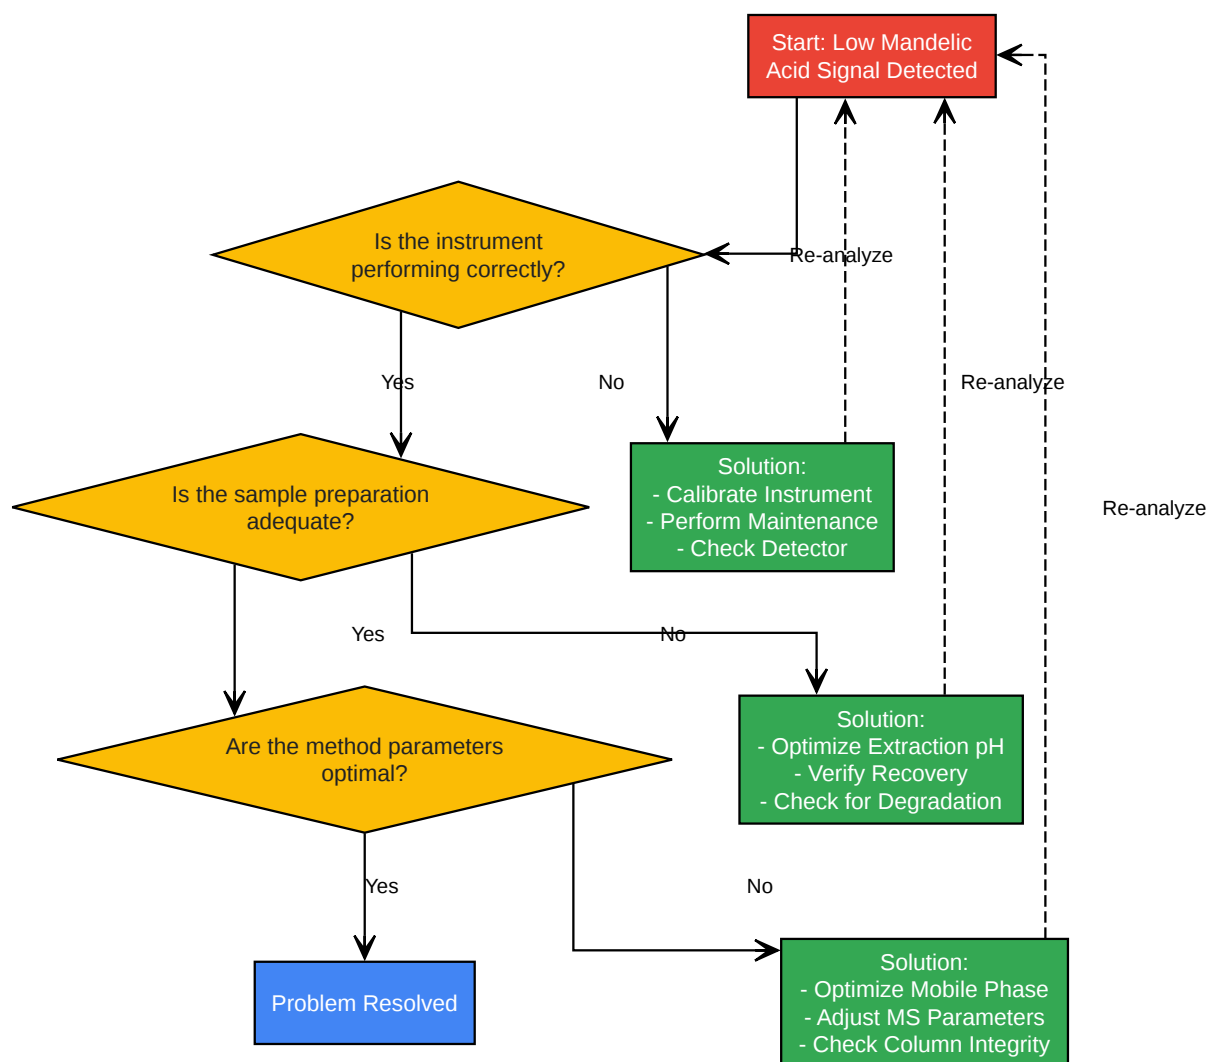 Start: Low Mandelic
Acid Signal Detected
Is the instrument
performing correctly?
Re-analyze
Yes
No
Re-analyze
Is the sample preparation
adequate?
Solution:
- Calibrate Instrument
- Perform Maintenance
- Check Detector
Re-analyze
Yes
No
Are the method parameters
optimal?
Solution:
- Optimize Extraction pH
- Verify Recovery
- Check for Degradation
Yes
No
Problem Resolved
Solution:
- Optimize Mobile Phase
- Adjust MS Parameters
- Check Column Integrity